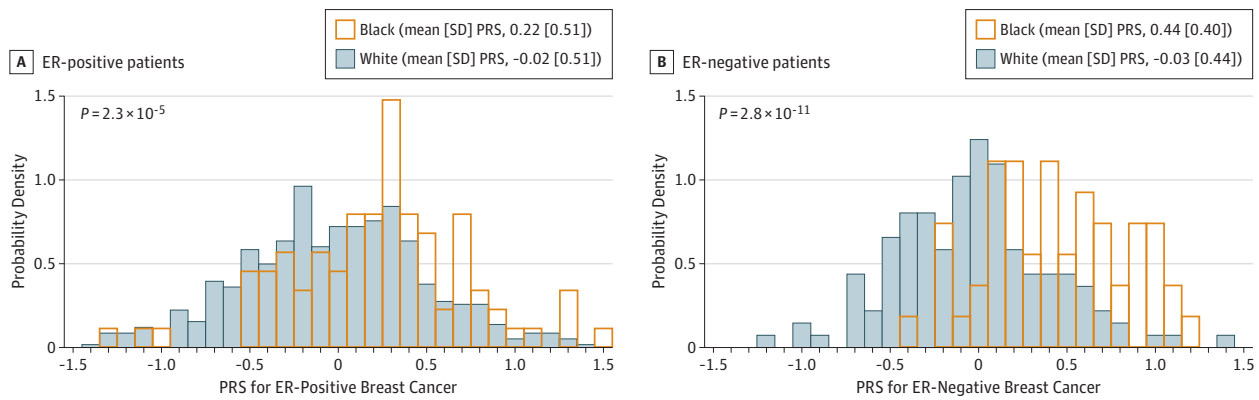 Black (mean [SD] PRS, 0.22 [0.51])
White (mean [SD] PRS, -0.02 [0.51])
A ER-positive patients
P = 2.3 × 10-5
1.5
1.0
0.5
0
Probability Density
-1.5
-1.0
-0.5
0
0.5
1.0
1.5
PRS for ER-Positive Breast Cancer
Black (mean [SD] PRS, 0.44 [0.40])
White (mean [SD] PRS, -0.03 [0.44])
B ER-negative patients
P = 2.8 × 10-11
1.5
1.0
0.5
0
Probability Density
-1.5
-1.0
-0.5
0
0.5
1.0
1.5
PRS for ER-Negative Breast Cancer